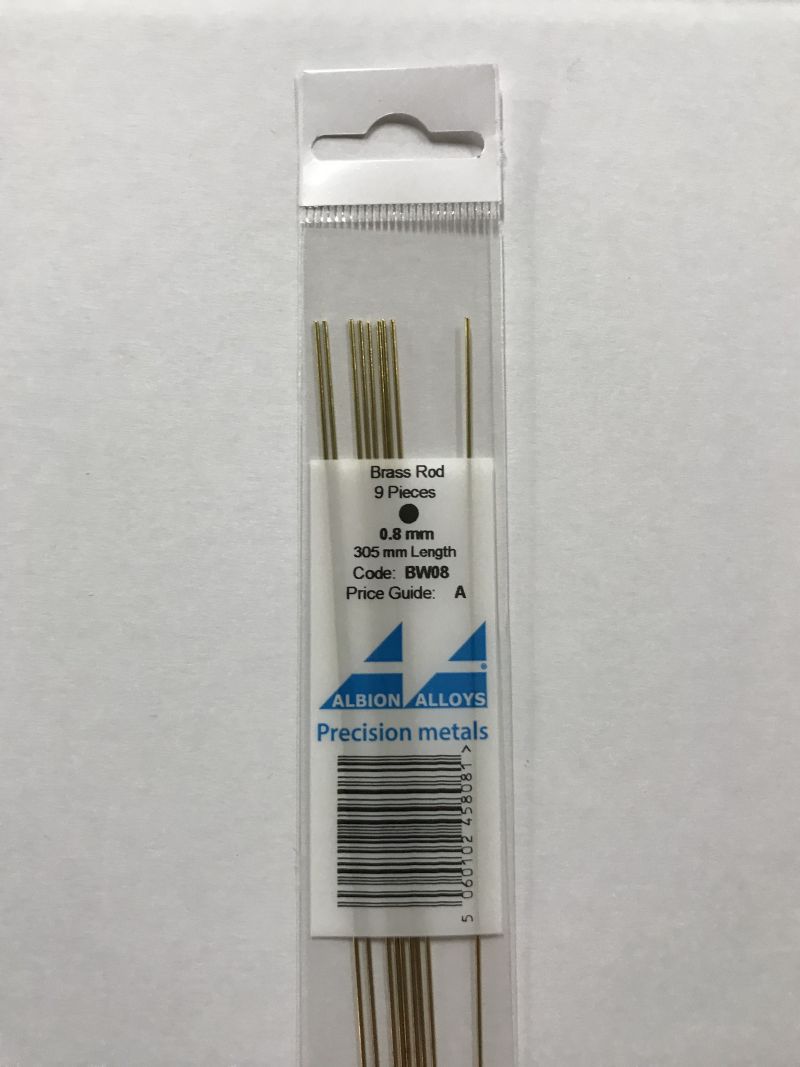 Brass Rod
9 Pieces
0.8 mm
305 mm Length
Code: BW08
Price Guide: A
ALBION ALLOYS
®
Precision metals
5 060102 458081 >